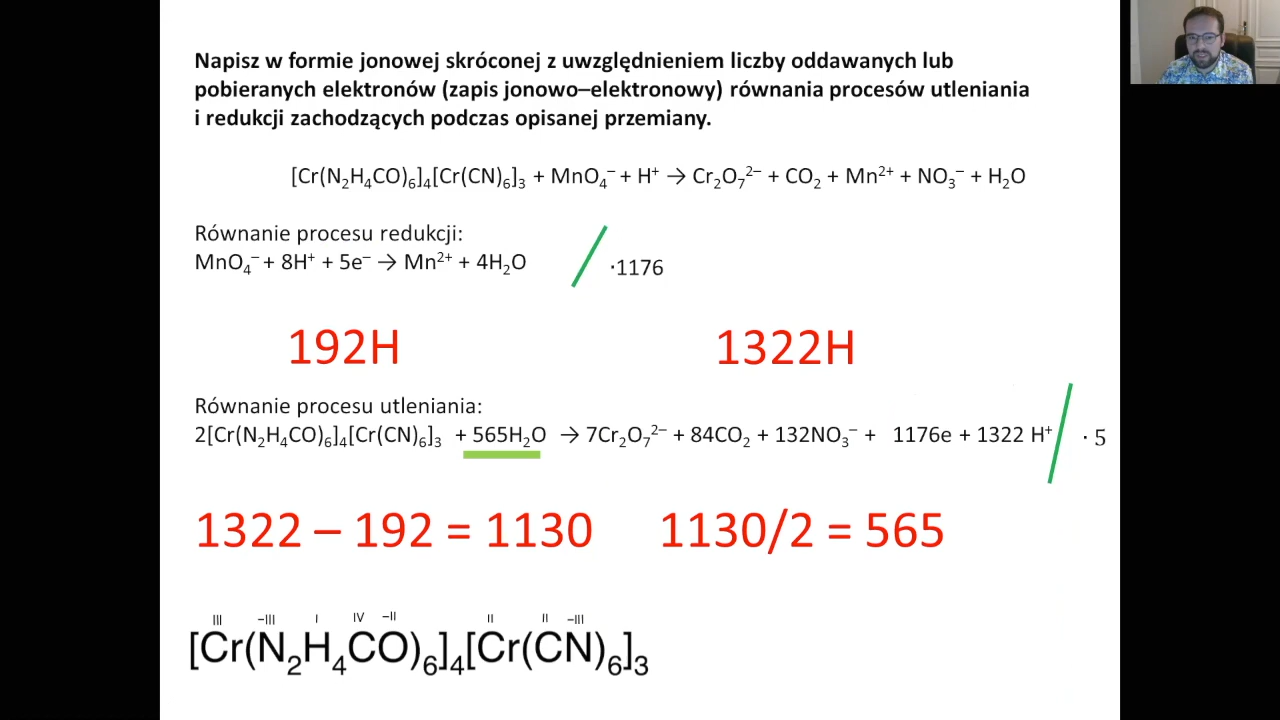 Napisz w formie jonowej skróconej z uwzględnieniem liczby oddawanych lub
pobieranych elektronów (zapis jonowo–elektronowy) równania procesów utleniania
i redukcji zachodzących podczas opisanej przemiany.
[Cr(N₂H₄CO)₆]₄[Cr(CN)₆]₃ + MnO₄⁻ + H⁺ → Cr₂O₇²⁻ + CO₂ + Mn²⁺ + NO₃⁻ + H₂O
Równanie procesu redukcji:
MnO₄⁻ + 8H⁺ + 5e⁻ → Mn²⁺ + 4H₂O / ·1176
192H 1322H
Równanie procesu utleniania:
2[Cr(N₂H₄CO)₆]₄[Cr(CN)₆]₃ + 565H₂O → 7Cr₂O₇²⁻ + 84CO₂ + 132NO₃⁻ + 1176e + 1322 H⁺ / · 5
1322 – 192 = 1130 1130/2 = 565
III –III I IV –II II II –III
[Cr(N₂H₄CO)₆]₄[Cr(CN)₆]₃